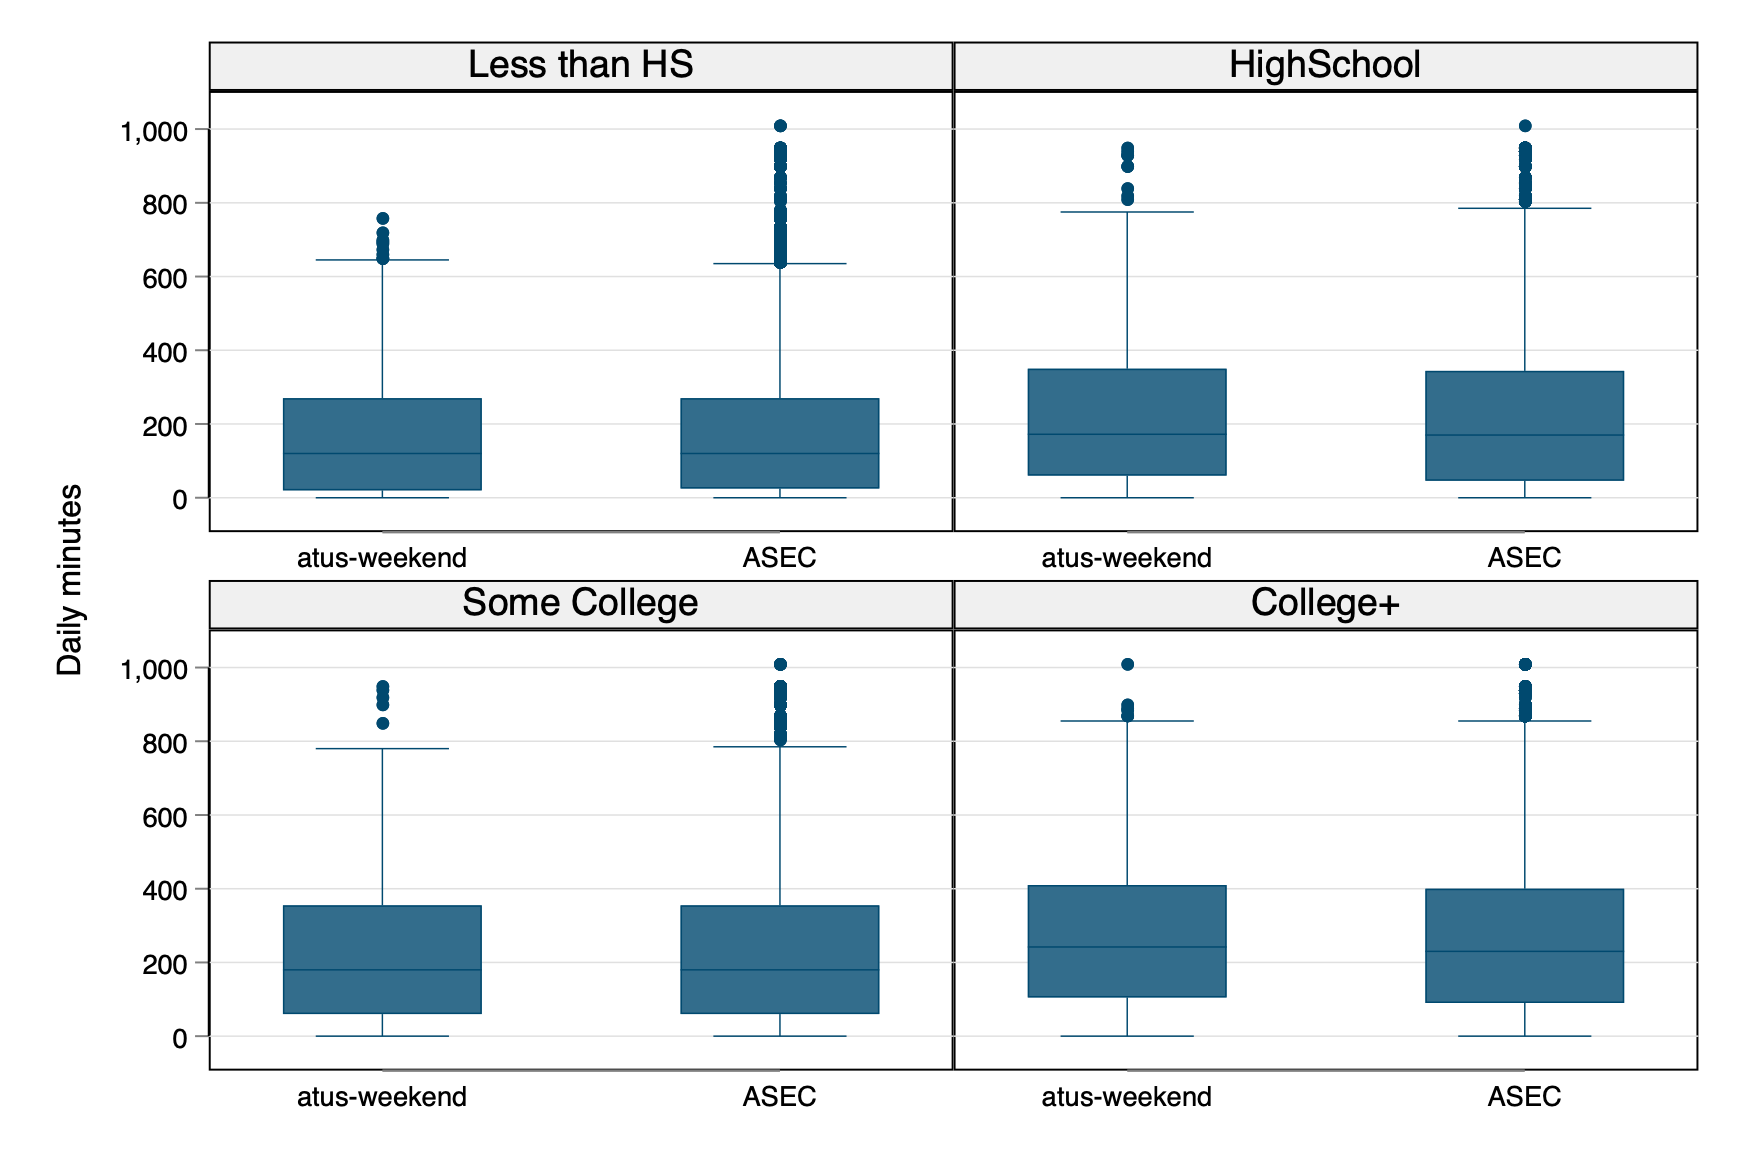 Less than HS
HighSchool
1,000
800
600
400
200
0
atus-weekend
ASEC
atus-weekend
ASEC
Daily minutes
Some College
College+
1,000
800
600
400
200
0
atus-weekend
ASEC
atus-weekend
ASEC